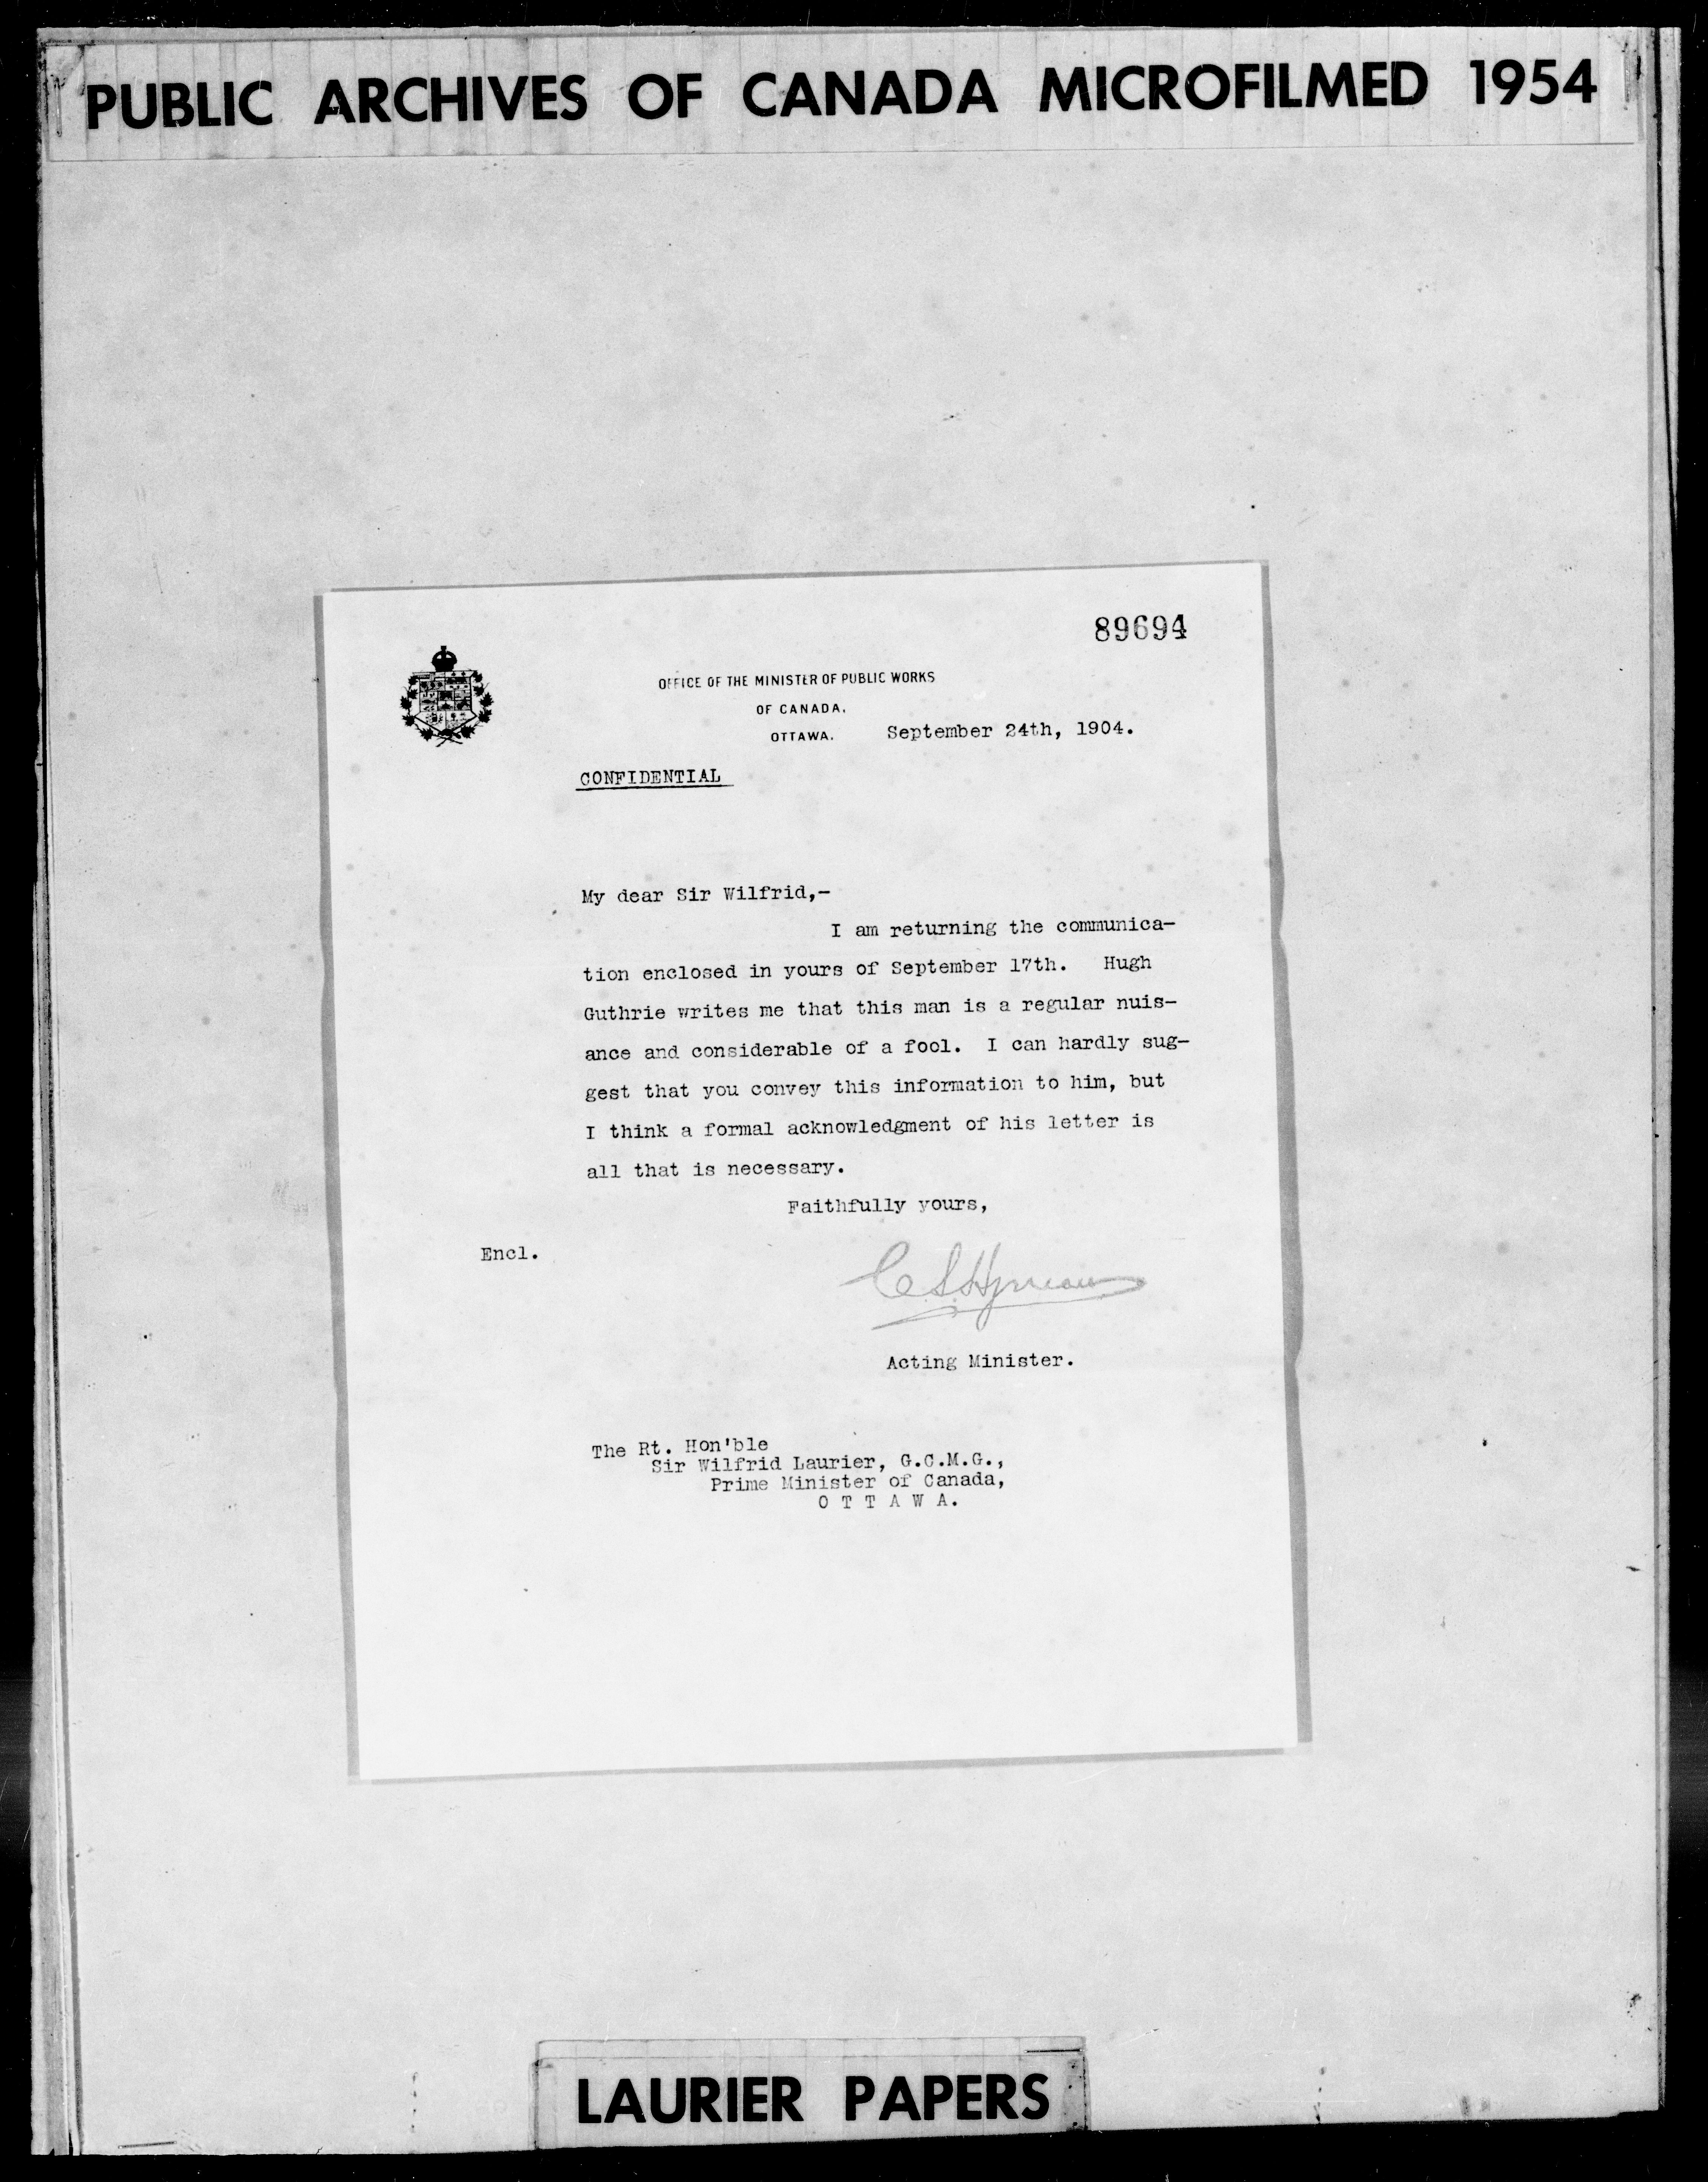 PUBLIC ARCHIVES OF CANADA MICROFILMED 1954
89694
OFFICE OF THE MINISTER OF PUBLIC WORKS
OF CANADA.
OTTAWA. September 24th, 1904.
CONFIDENTIAL
My dear Sir Wilfrid,-
I am returning the communica-
tion enclosed in yours of September 17th. Hugh
Guthrie writes me that this man is a regular nuis-
ance and considerable of a fool. I can hardly sug-
gest that you convey this information to him, but
I think a formal acknowledgment of his letter is
all that is necessary.
Faithfully yours,
Encl.
C.S.Hyman
Acting Minister.
The Rt. Hon'ble
Sir Wilfrid Laurier, G.C.M.G.,
Prime Minister of Canada,
O T T A W A.
LAURIER PAPERS